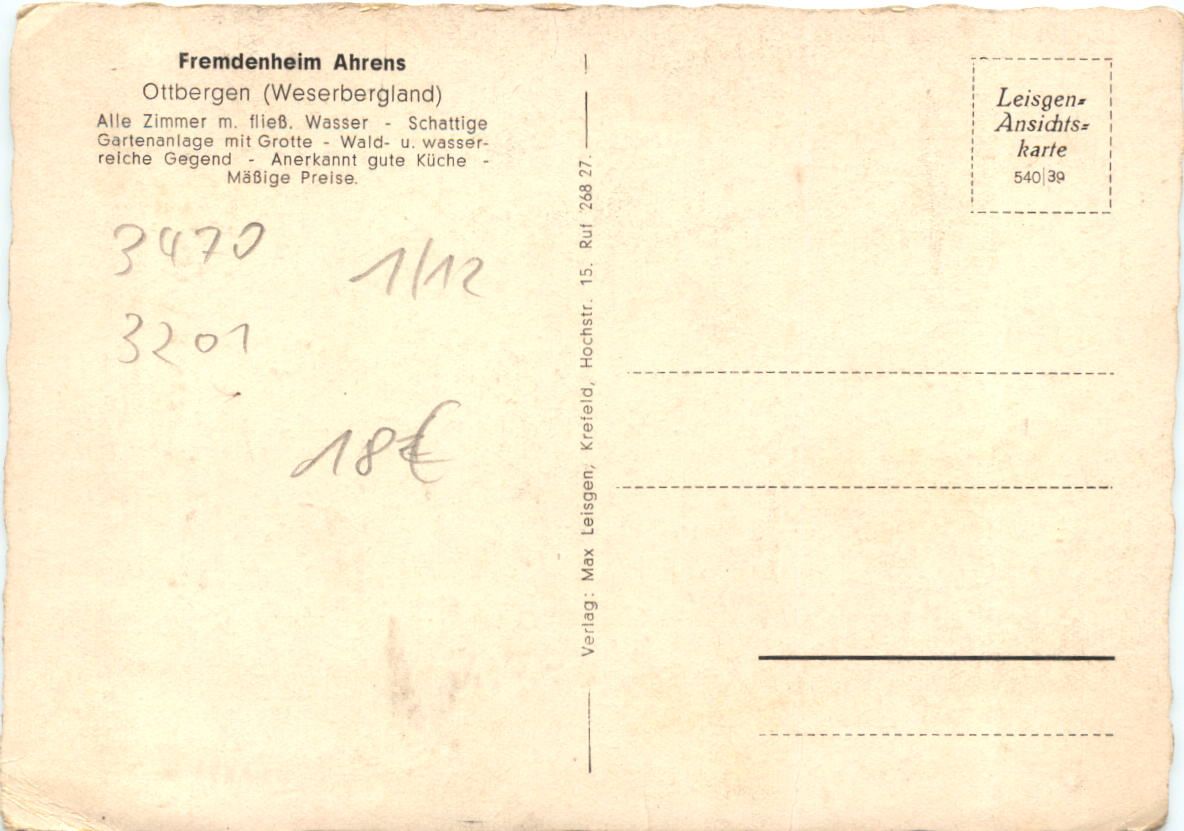 Fremdenheim Ahrens
Ottbergen (Weserbergland)
Alle Zimmer m. fließ. Wasser - Schattige
Gartenanlage mit Grotte - Wald- u. wasser-
reiche Gegend - Anerkannt gute Küche -
Mäßige Preise.
3470
1/12
3201
18€
Verlag: Max Leisgen, Krefeld, Hochstr. 15. Ruf 268 27.
Leisgen-
Ansichts-
karte
540|39